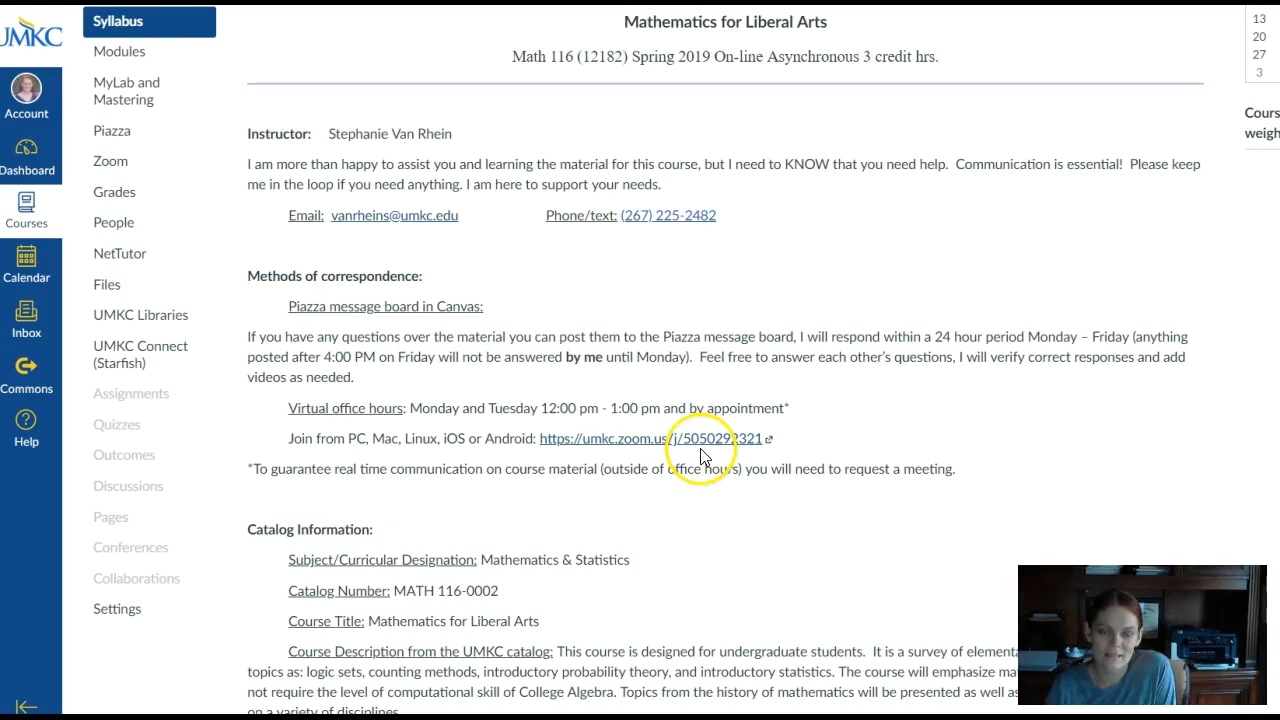 UMKC
Account
Dashboard
Courses
Calendar
Inbox
Commons
Help
Syllabus
Modules
MyLab and
Mastering
Piazza
Zoom
Grades
People
NetTutor
Files
UMKC Libraries
UMKC Connect
(Starfish)
Assignments
Quizzes
Outcomes
Discussions
Pages
Conferences
Collaborations
Settings
Mathematics for Liberal Arts
Math 116 (12182) Spring 2019 On-line Asynchronous 3 credit hrs.
Instructor: Stephanie Van Rhein
I am more than happy to assist you and learning the material for this course, but I need to KNOW that you need help. Communication is essential! Please keep
me in the loop if you need anything. I am here to support your needs.
Email: vanrheins@umkc.edu Phone/text: (267) 225-2482
Methods of correspondence:
Piazza message board in Canvas:
If you have any questions over the material you can post them to the Piazza message board, I will respond within a 24 hour period Monday – Friday (anything
posted after 4:00 PM on Friday will not be answered by me until Monday). Feel free to answer each other's questions, I will verify correct responses and add
videos as needed.
Virtual office hours: Monday and Tuesday 12:00 pm - 1:00 pm and by appointment*
Join from PC, Mac, Linux, iOS or Android: https://umkc.zoom.us/j/5050292321
*To guarantee real time communication on course material (outside of office hours) you will need to request a meeting.
Catalog Information:
Subject/Curricular Designation: Mathematics & Statistics
Catalog Number: MATH 116-0002
Course Title: Mathematics for Liberal Arts
Course Description from the UMKC catalog: This course is designed for undergraduate students. It is a survey of elementa
topics as: logic sets, counting methods, introductory probability theory, and introductory statistics. The course will emphasize ma
not require the level of computational skill of College Algebra. Topics from the history of mathematics will be presented as well as
on a variety of disciplines.
13
20
27
3
Cours
weigh